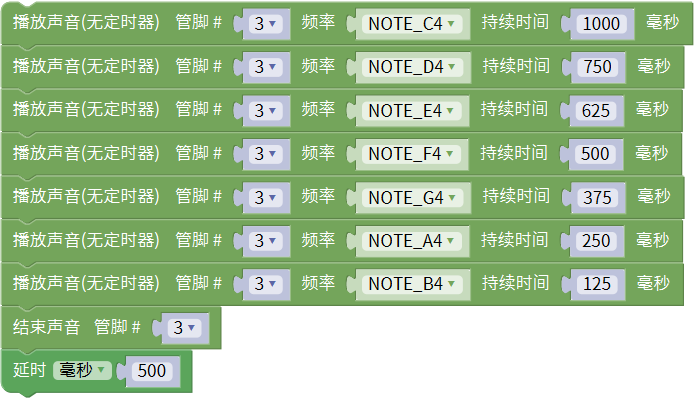 播放声音(无定时器) 管脚 # 3 频率 NOTE_C4 持续时间 1000 毫秒
播放声音(无定时器) 管脚 # 3 频率 NOTE_D4 持续时间 750 毫秒
播放声音(无定时器) 管脚 # 3 频率 NOTE_E4 持续时间 625 毫秒
播放声音(无定时器) 管脚 # 3 频率 NOTE_F4 持续时间 500 毫秒
播放声音(无定时器) 管脚 # 3 频率 NOTE_G4 持续时间 375 毫秒
播放声音(无定时器) 管脚 # 3 频率 NOTE_A4 持续时间 250 毫秒
播放声音(无定时器) 管脚 # 3 频率 NOTE_B4 持续时间 125 毫秒
结束声音 管脚 # 3
延时 毫秒 500